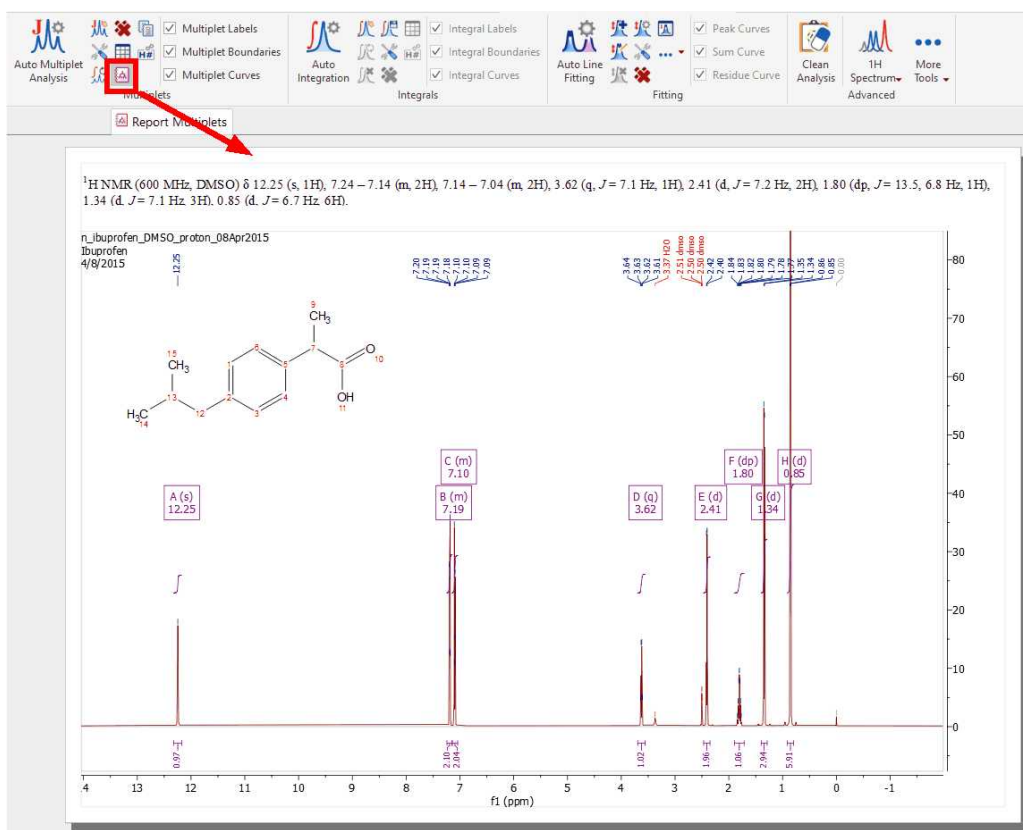 Auto Multiplet
Analysis
H#
Multiplet Labels
Multiplet Boundaries
Multiplet Curves
Multiplets
Auto
Integration
H#
Integral Labels
Integral Boundaries
Integral Curves
Integrals
Auto Line
Fitting
Peak Curves
Sum Curve
Residue Curve
Fitting
Clean
Analysis
1H
Spectrum
More
Tools
Advanced
Report Multiplets
¹H NMR (600 MHz, DMSO) δ 12.25 (s, 1H), 7.24 – 7.14 (m, 2H), 7.14 – 7.04 (m, 2H), 3.62 (q, J = 7.1 Hz, 1H), 2.41 (d, J = 7.2 Hz, 2H), 1.80 (dp, J = 13.5, 6.8 Hz, 1H),
1.34 (d, J = 7.1 Hz, 3H), 0.85 (d, J = 6.7 Hz, 6H).
n_ibuprofen_DMSO_proton_08Apr2015
Ibuprofen
4/8/2015
12.25
7.20
7.19
7.19
7.18
7.10
7.10
7.09
7.09
3.64
3.63
3.62
3.61
3.37 H2O
2.51 dmso
2.50 dmso
2.50 dmso
2.42
2.40
1.84
1.83
1.82
1.80
1.79
1.78
1.77
1.35
1.34
0.86
0.85
0.00
9
CH₃
15
CH₃
13
H₃C
14
12
1
2
3
4
5
6
7
8
O
10
OH
11
A (s)
12.25
C (m)
7.10
B (m)
7.19
D (q)
3.62
E (d)
2.41
F (dp)
1.80
G (d)
1.34
H (d)
0.85
80
70
60
50
40
30
20
10
0
0.97
2.10
2.04
1.02
1.96
1.06
2.94
5.91
4 13 12 11 10 9 8 7 6 5 4 3 2 1 0 -1
f1 (ppm)